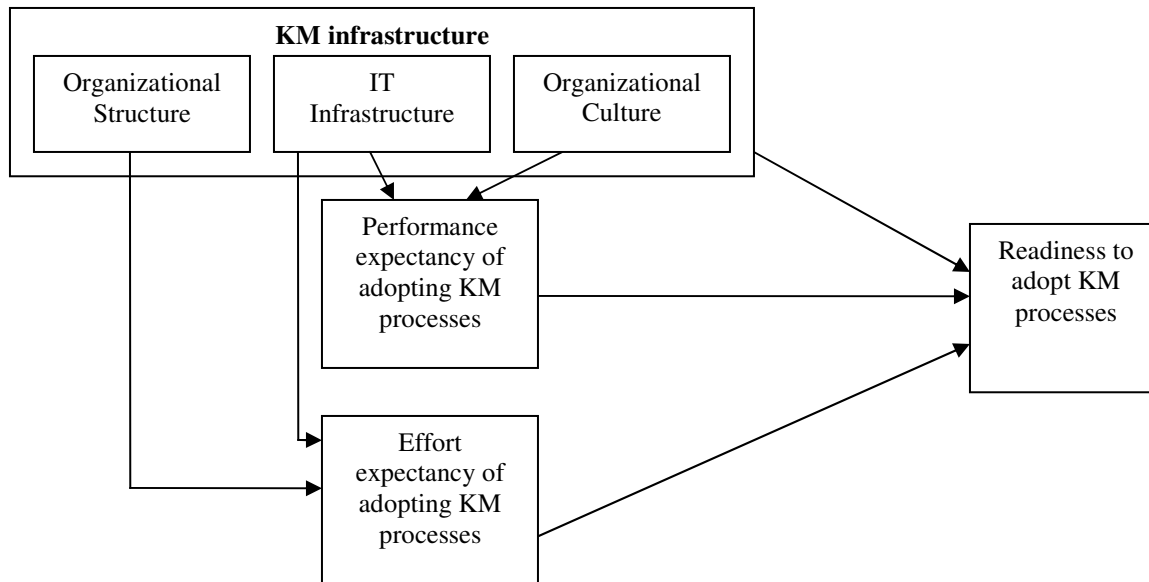 KM infrastructure
Organizational
Structure
IT
Infrastructure
Organizational
Culture
Performance
expectancy of
adopting KM
processes
Readiness to
adopt KM
processes
Effort
expectancy of
adopting KM
processes